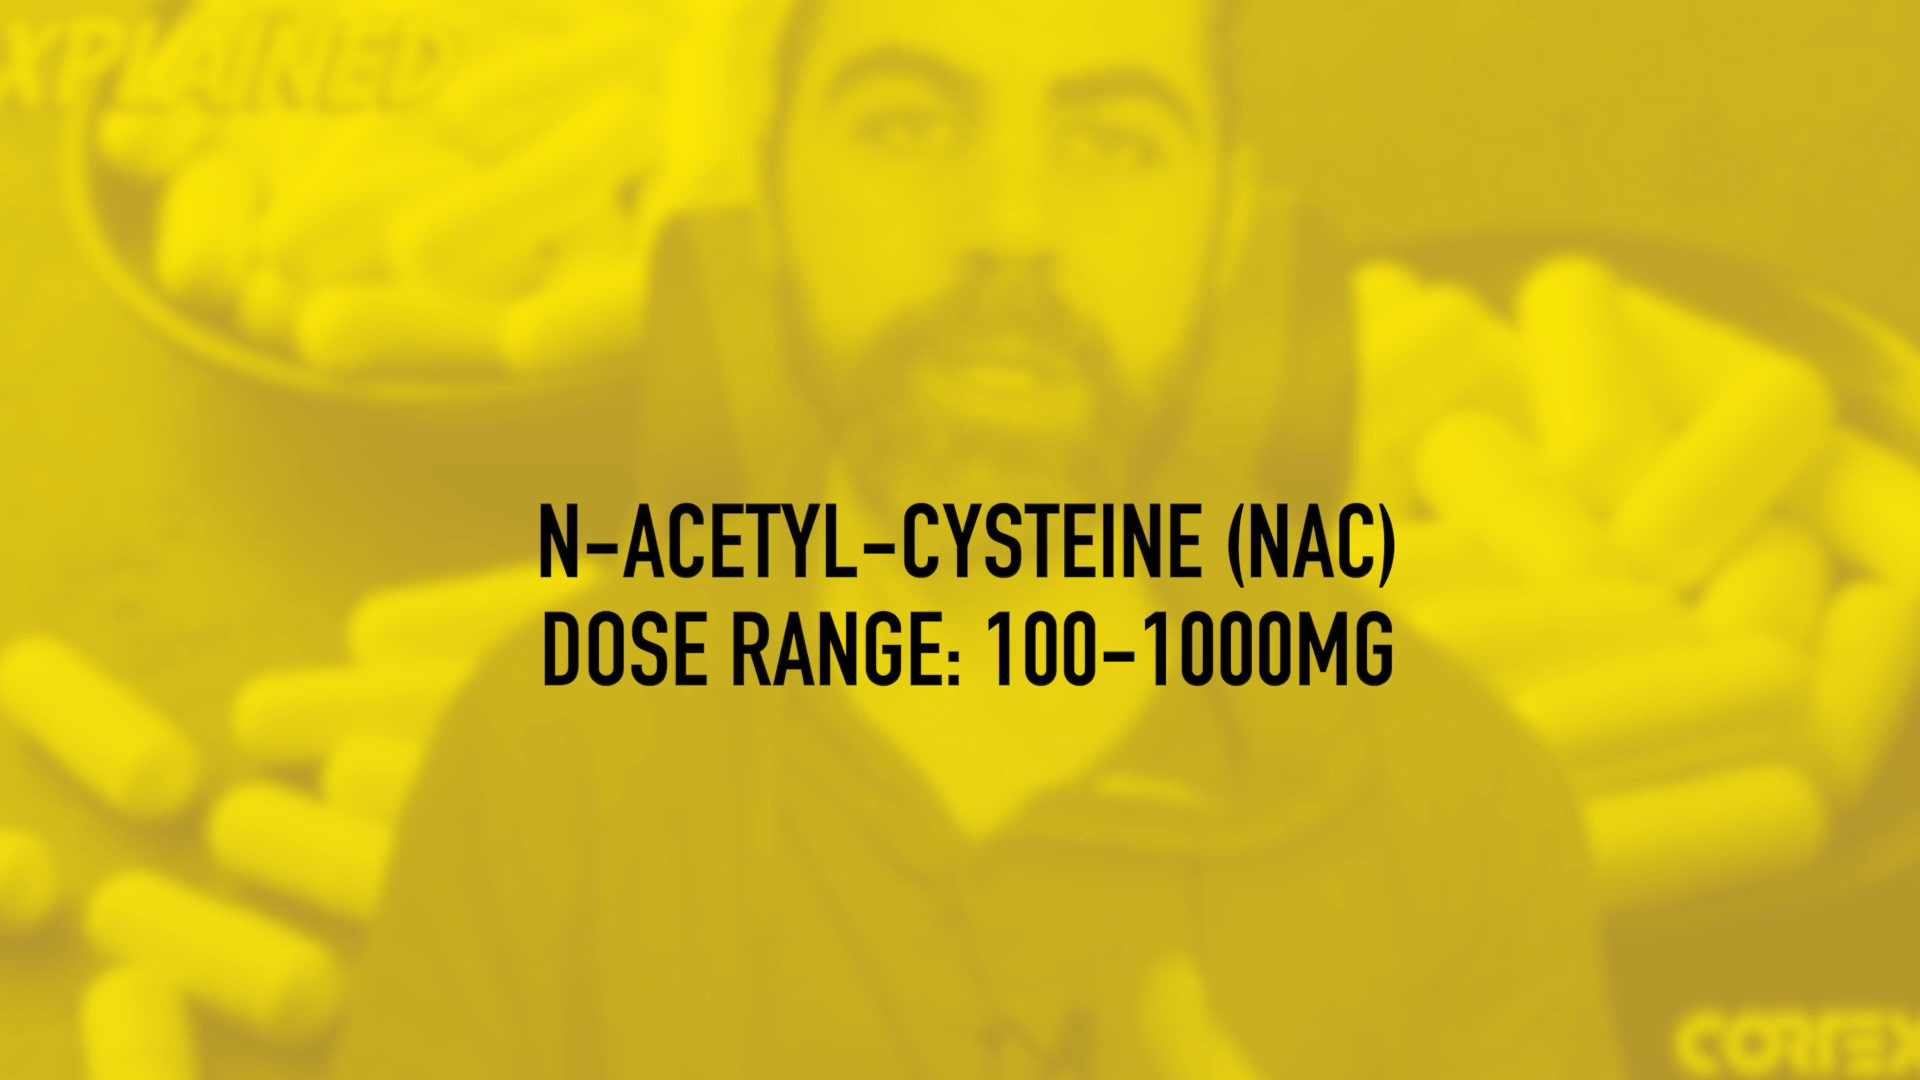 XPLAINED
N-ACETYL-CYSTEINE (NAC)
DOSE RANGE: 100-1000MG
CORTEX